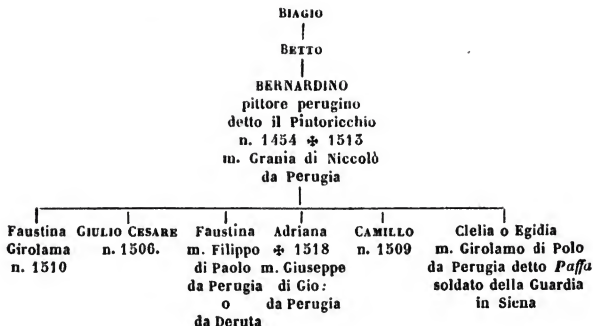 BIAGIO
BETTO
BERNARDINO
pittore perugino
detto il Pintoricchio
n. 1454 ✠ 1513
m. Grania di Niccolò
da Perugia
Faustina
Girolama
n. 1510
GIULIO CESARE
n. 1506.
Faustina
m. Filippo
di Paolo
da Perugia
o
da Deruta
Adriana
✠ 1518
m. Giuseppe
di Gio:
da Perugia
CAMILLO
n. 1509
Clelia o Egidia
m. Girolamo di Polo
da Perugia detto Paffa
soldato della Guardia
in Siena